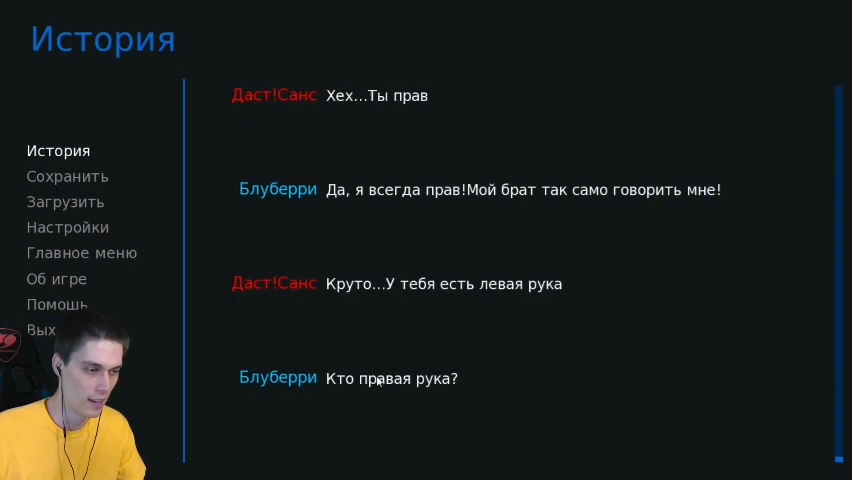 История
Даст!Санс Хех...Ты прав
История
Сохранить
Блуберри Да, я всегда прав!Мой брат так само говорить мне!
Загрузить
Настройки
Главное меню
Об игре
Даст!Санс Круто...У тебя есть левая рука
Помощь
Вых
Блуберри Кто правая рука?